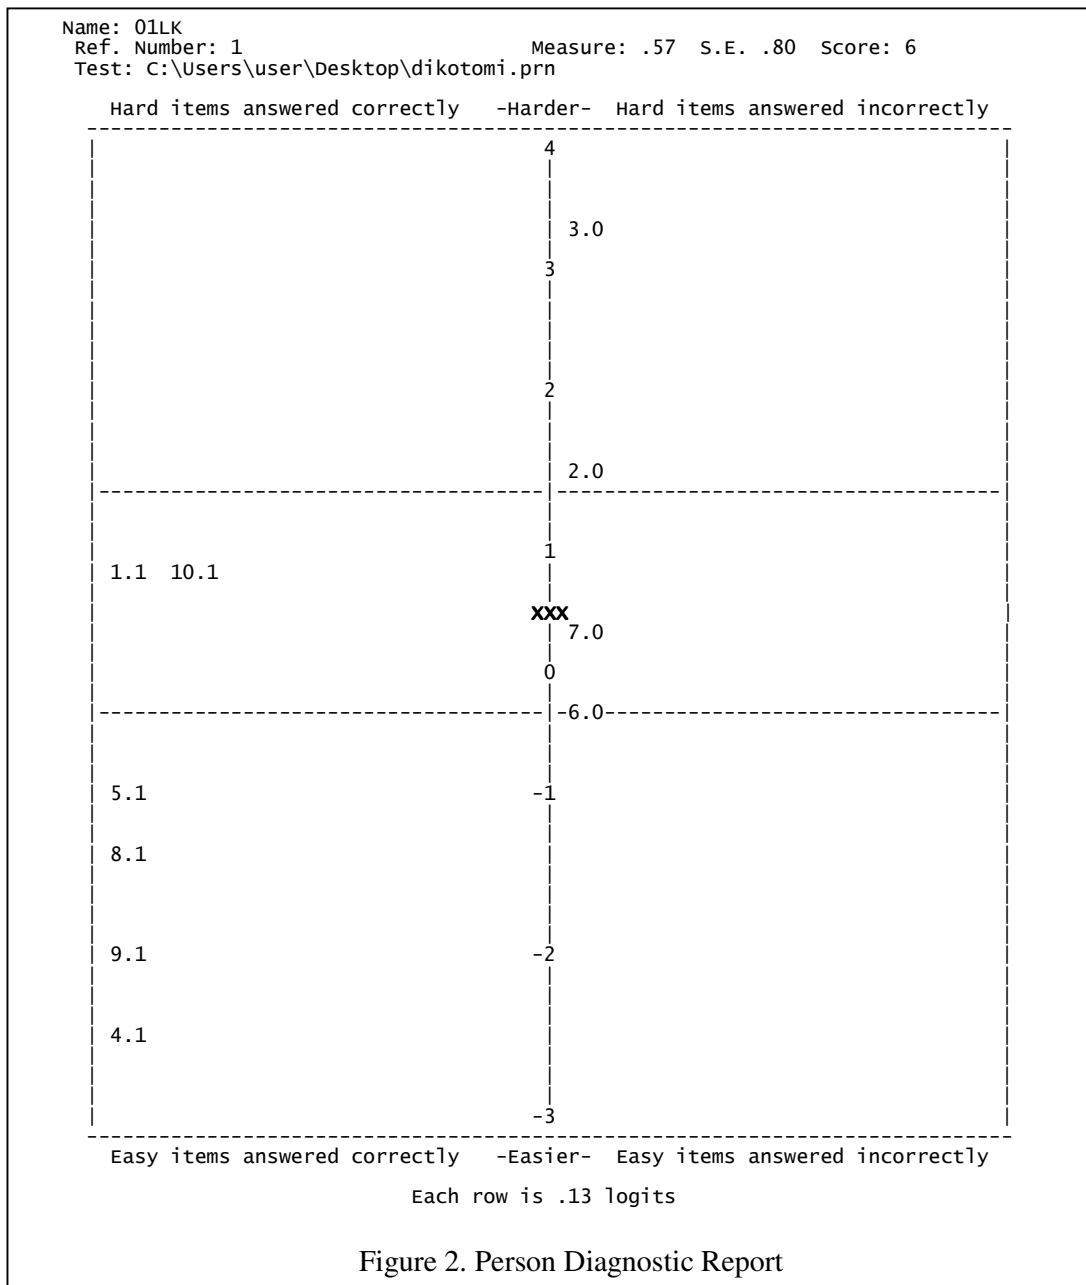 Name: 01LK
Ref. Number: 1 Measure: .57 S.E. .80 Score: 6
Test: C:\Users\user\Desktop\dikotomi.prn
Hard items answered correctly -Harder- Hard items answered incorrectly
4
3.0
3
2
2.0
1
1.1 10.1
XXX
7.0
0
-6.0
5.1 -1
8.1
9.1 -2
4.1
-3
Easy items answered correctly -Easier- Easy items answered incorrectly
Each row is .13 logits
Figure 2. Person Diagnostic Report